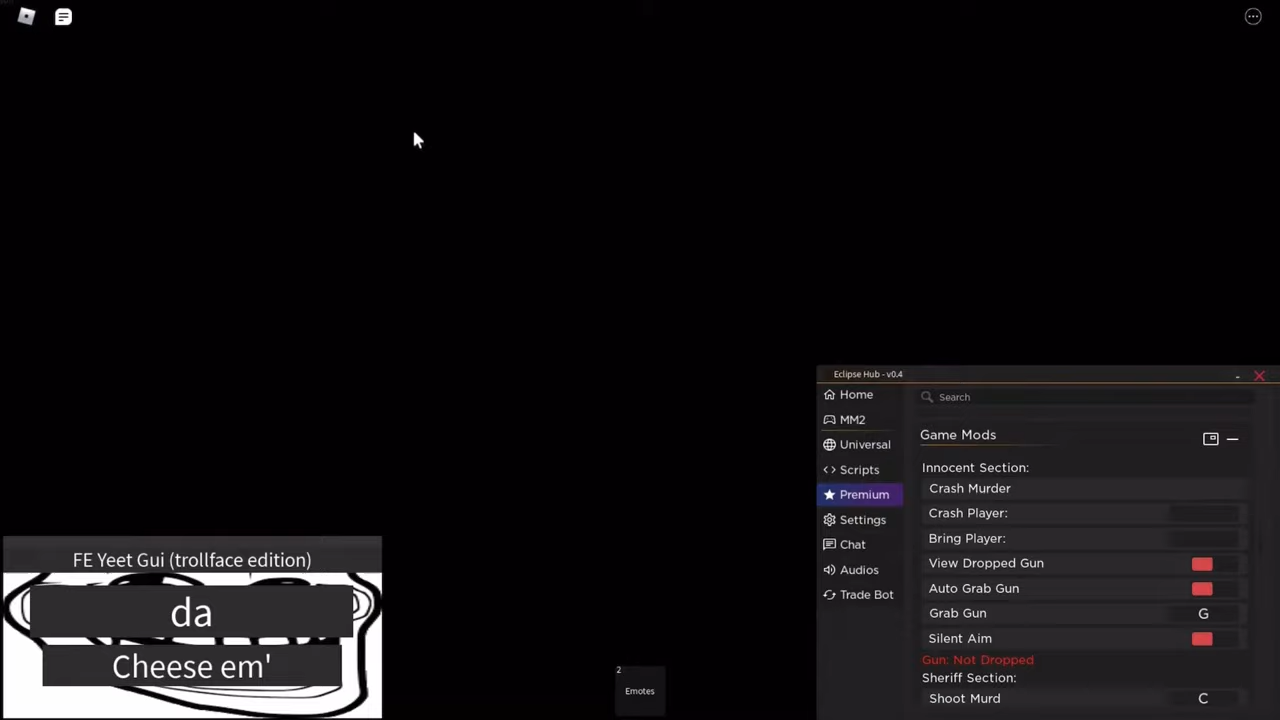 Eclipse Hub - v0.4
Home
MM2
Universal
Scripts
Premium
Settings
Chat
Audios
Trade Bot
Search
Game Mods
Innocent Section:
Crash Murder
Crash Player:
Bring Player:
View Dropped Gun
Auto Grab Gun
Grab Gun G
Silent Aim
Gun: Not Dropped
Sheriff Section:
Shoot Murd C
FE Yeet Gui (trollface edition)
da
Cheese em'
2
Emotes